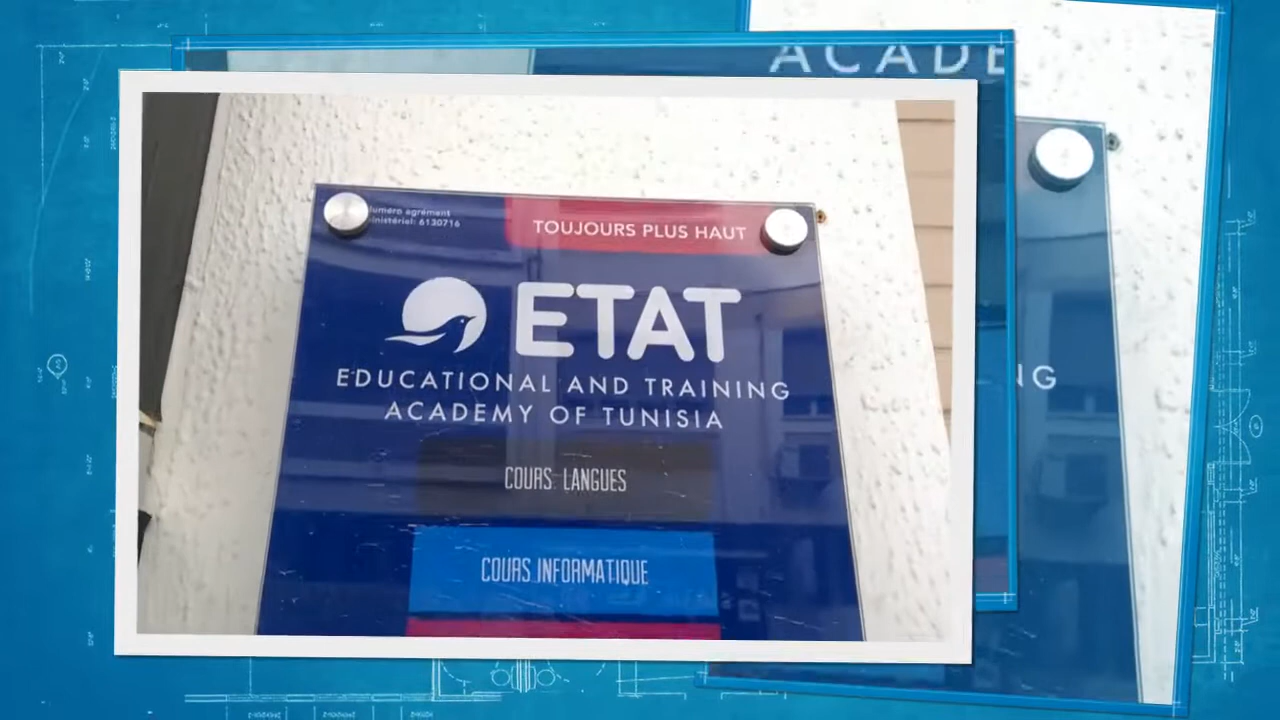 numéro agrément
ministériel: 6130716
TOUJOURS PLUS HAUT
ETAT
EDUCATIONAL AND TRAINING
ACADEMY OF TUNISIA
COURS LANGUES
COURS INFORMATIQUE
ACADE
NG